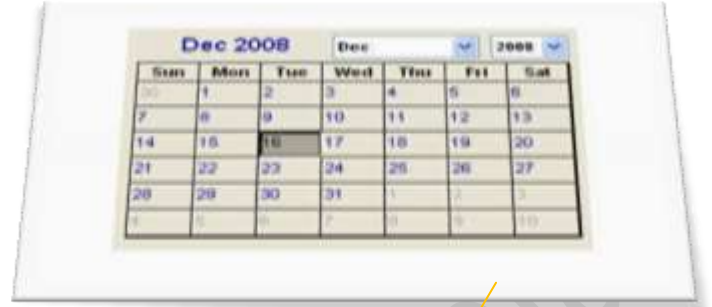 Dec 2008 Dec 2008
Sun Mon Tue Wed Thu Fri Sat
30 1 2 3 4 5 6
7 8 9 10 11 12 13
14 15 16 17 18 19 20
21 22 23 24 25 26 27
28 29 30 31 1 2 3
4 5 6 7 8 9 10